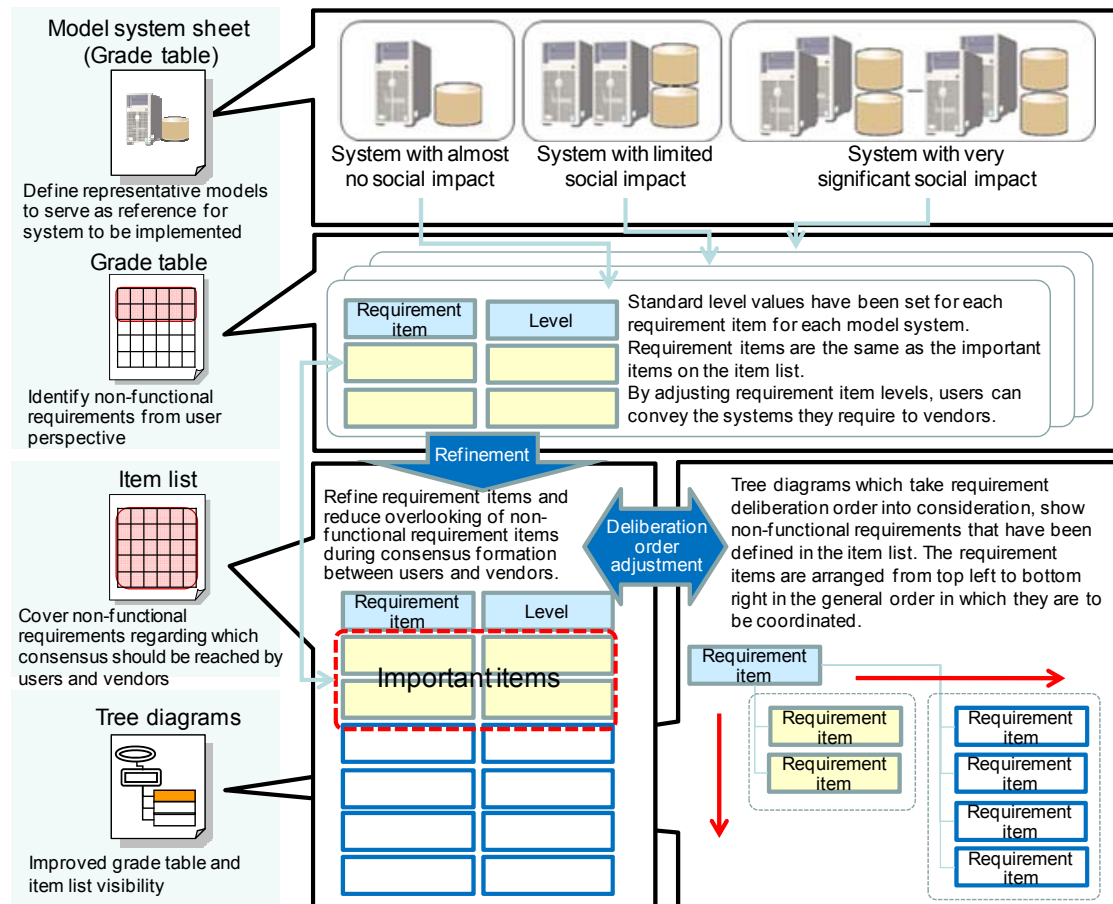 Model system sheet
(Grade table)
Define representative models
to serve as reference for
system to be implemented
System with almost
no social impact
System with limited
social impact
System with very
significant social impact
Grade table
Identify non-functional
requirements from user
perspective
Requirement
item
Level
Standard level values have been set for each
requirement item for each model system.
Requirement items are the same as the important
items on the item list.
By adjusting requirement item levels, users can
convey the systems they require to vendors.
Refinement
Item list
Cover non-functional
requirements regarding which
consensus should be reached by
users and vendors
Refine requirement items and
reduce overlooking of non-
functional requirement items
during consensus formation
between users and vendors.
Requirement
item
Level
Important items
Deliberation
order
adjustment
Tree diagrams which take requirement
deliberation order into consideration, show
non-functional requirements that have been
defined in the item list. The requirement
items are arranged from top left to bottom
right in the general order in which they are to
be coordinated.
Requirement
item
Requirement
item
Requirement
item
Requirement
item
Requirement
item
Requirement
item
Requirement
item
Tree diagrams
Improved grade table and
item list visibility